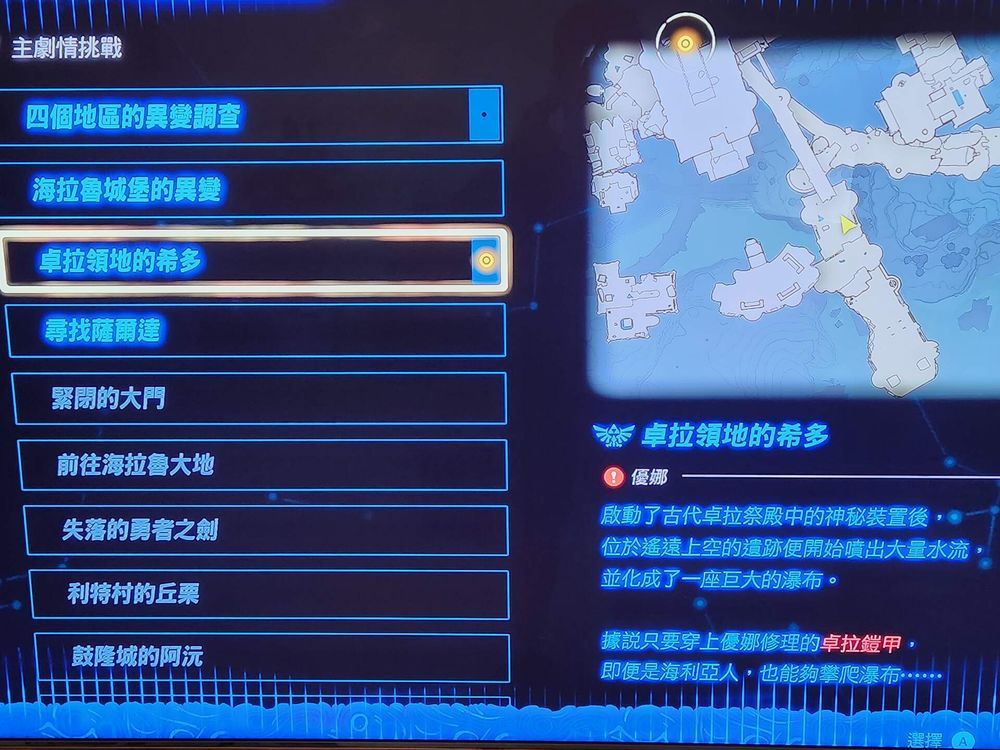 主劇情挑戰
四個地區的異變調查
海拉魯城堡的異變
卓拉領地的希多
尋找薩爾達
緊閉的大門
前往海拉魯大地
失落的勇者之劍
利特村的丘栗
鼓隆城的阿沅
卓拉領地的希多
優娜
啟動了古代卓拉祭殿中的神秘裝置後，
位於遙遠上空的遺跡便開始噴出大量水流，
並化成了一座巨大的瀑布。
據說只要穿上優娜修理的卓拉鎧甲，
即便是海利亞人，也能夠攀爬瀑布……
選擇 A